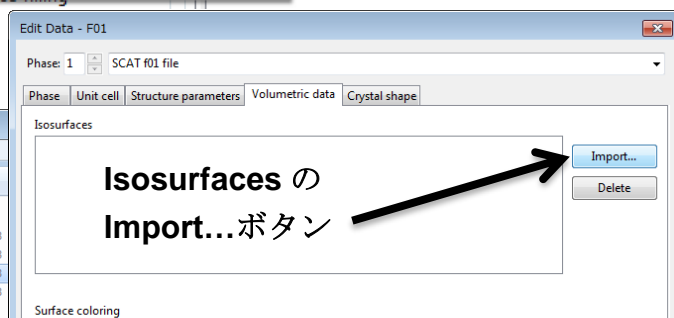 Edit Data - F01
Phase: 1 SCAT f01 file
Phase Unit cell Structure parameters Volumetric data Crystal shape
Isosurfaces
Import...
Delete
Isosurfaces の
Import…ボタン
Surface coloring